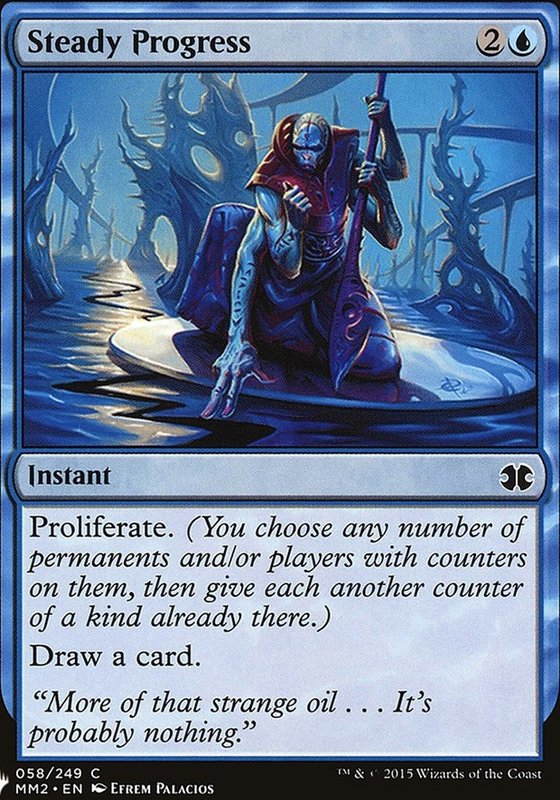 Steady Progress 2
Instant
Proliferate. (You choose any number of
permanents and/or players with counters
on them, then give each another counter
of a kind already there.)
Draw a card.
“More of that strange oil . . . It’s
probably nothing.”
058/249 C
MM2 • EN Efrem Palacios
™ & © 2015 Wizards of the Coast